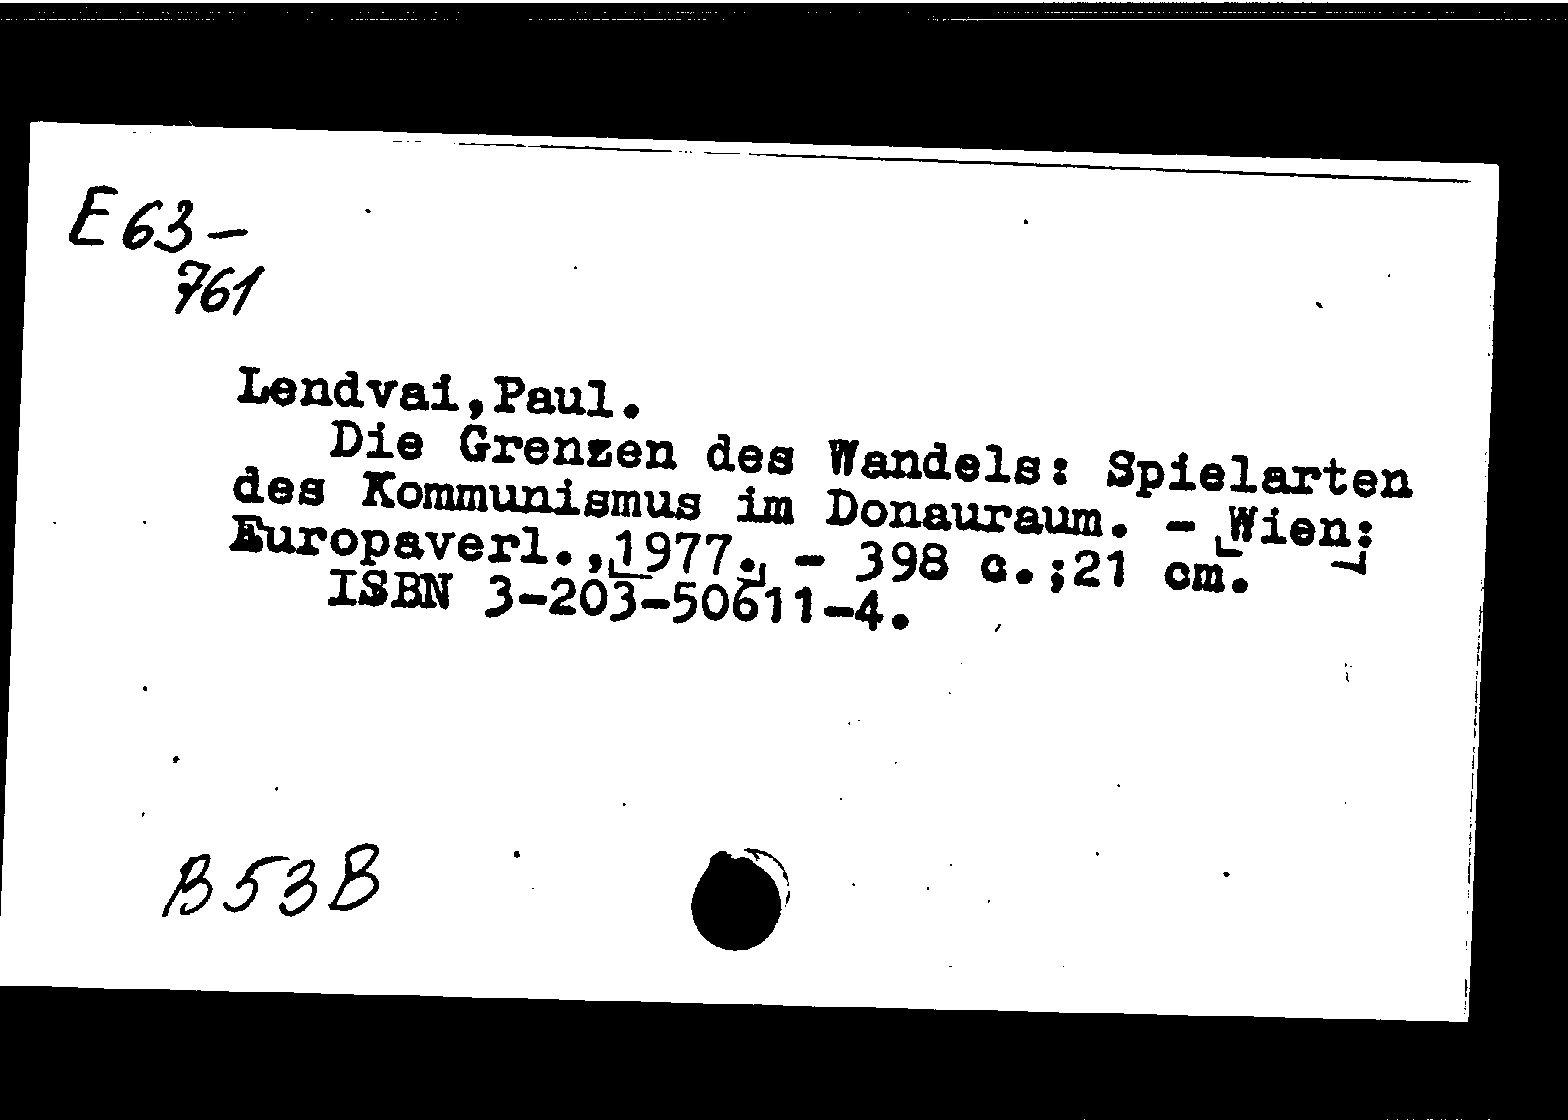 E 63-
761
Lendvai,Paul.
Die Grenzen des Wandels: Spielarten
des Kommunismus im Donauraum. - Wien:
Europaverl.,1977. - 398 c.;21 cm.
ISBN 3-203-50611-4.
B53B